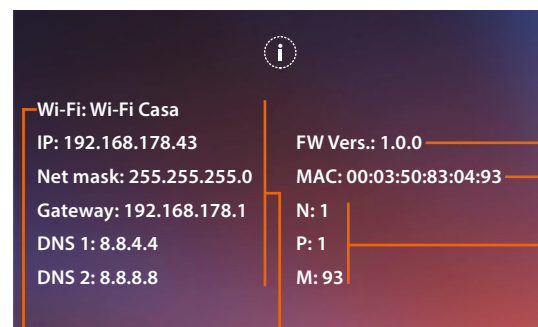 i
Wi-Fi: Wi-Fi Casa
IP: 192.168.178.43
Net mask: 255.255.255.0
Gateway: 192.168.178.1
DNS 1: 8.8.4.4
DNS 2: 8.8.8.8
FW Vers.: 1.0.0
MAC: 00:03:50:83:04:93
N: 1
P: 1
M: 93